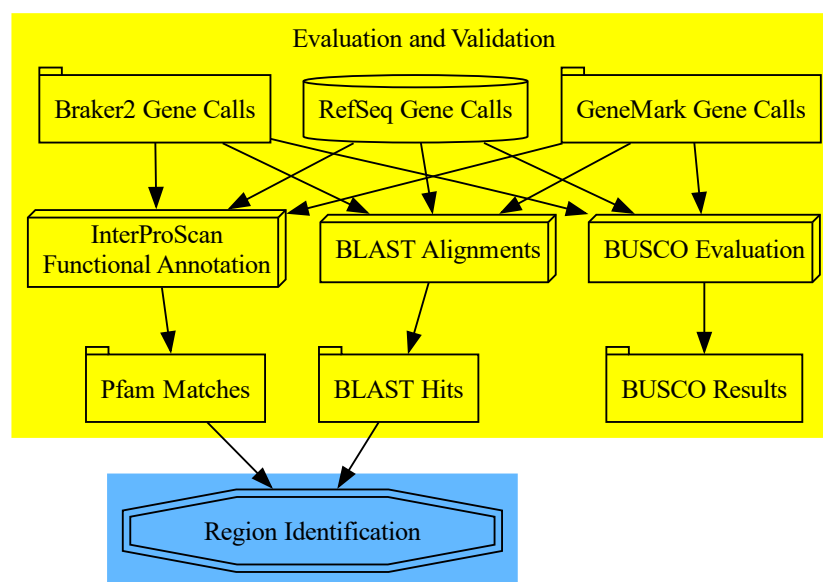 Evaluation and Validation
Braker2 Gene Calls
RefSeq Gene Calls
GeneMark Gene Calls
InterProScan
Functional Annotation
BLAST Alignments
BUSCO Evaluation
Pfam Matches
BLAST Hits
BUSCO Results
Region Identification